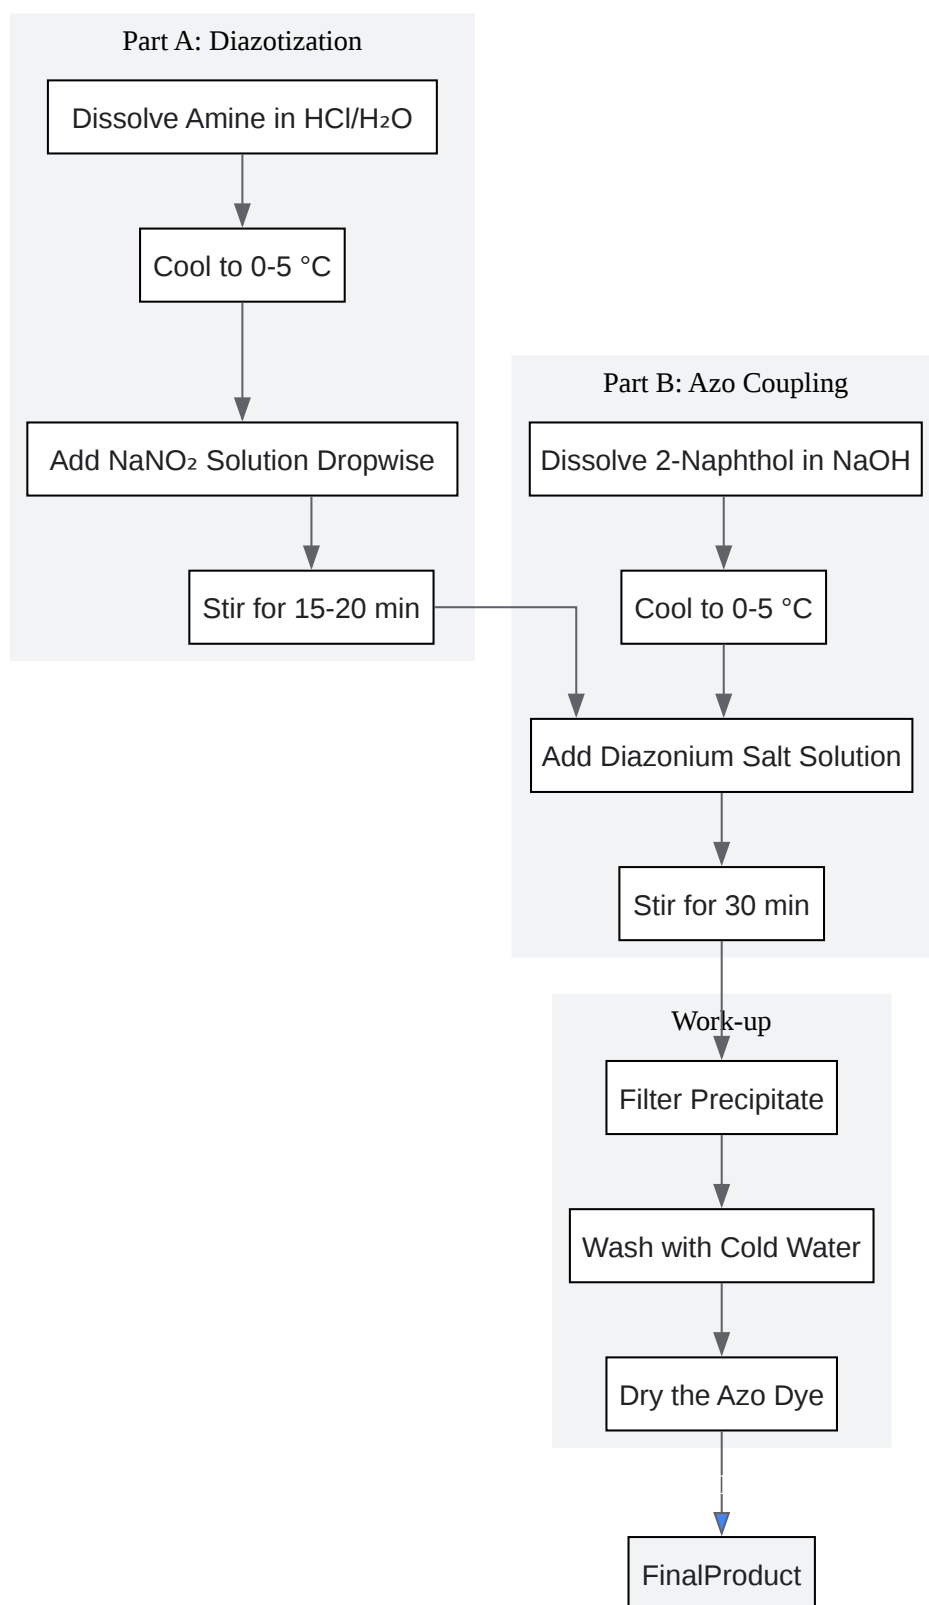 Part A: Diazotization
Dissolve Amine in HCl/H₂O
Cool to 0-5 °C
Add NaNO₂ Solution Dropwise
Stir for 15-20 min
Part B: Azo Coupling
Dissolve 2-Naphthol in NaOH
Cool to 0-5 °C
Add Diazonium Salt Solution
Stir for 30 min
Work-up
Filter Precipitate
Wash with Cold Water
Dry the Azo Dye
FinalProduct